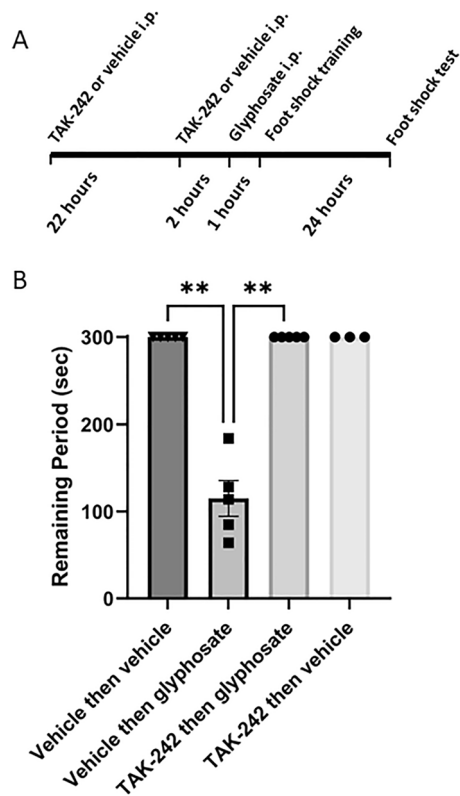 A
TAK-242 or vehicle i.p.
TAK-242 or vehicle i.p.
Glyphosate i.p.
Foot shock training
Foot shock test
22 hours
2 hours
1 hours
24 hours
B
**
**
Remaining Period (sec)
300
200
100
0
Vehicle then vehicle
Vehicle then glyphosate
TAK-242 then glyphosate
TAK-242 then vehicle